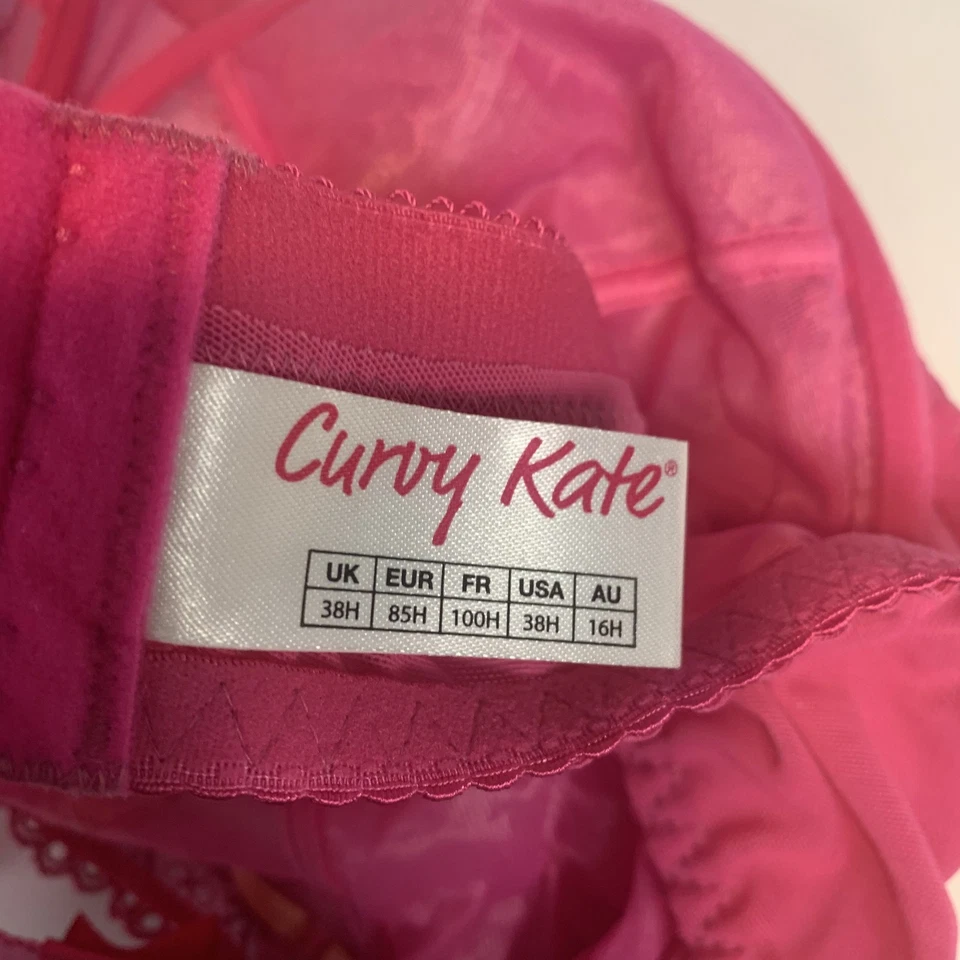 Curvy Kate®
UK EUR FR USA AU
38H 85H 100H 38H 16H